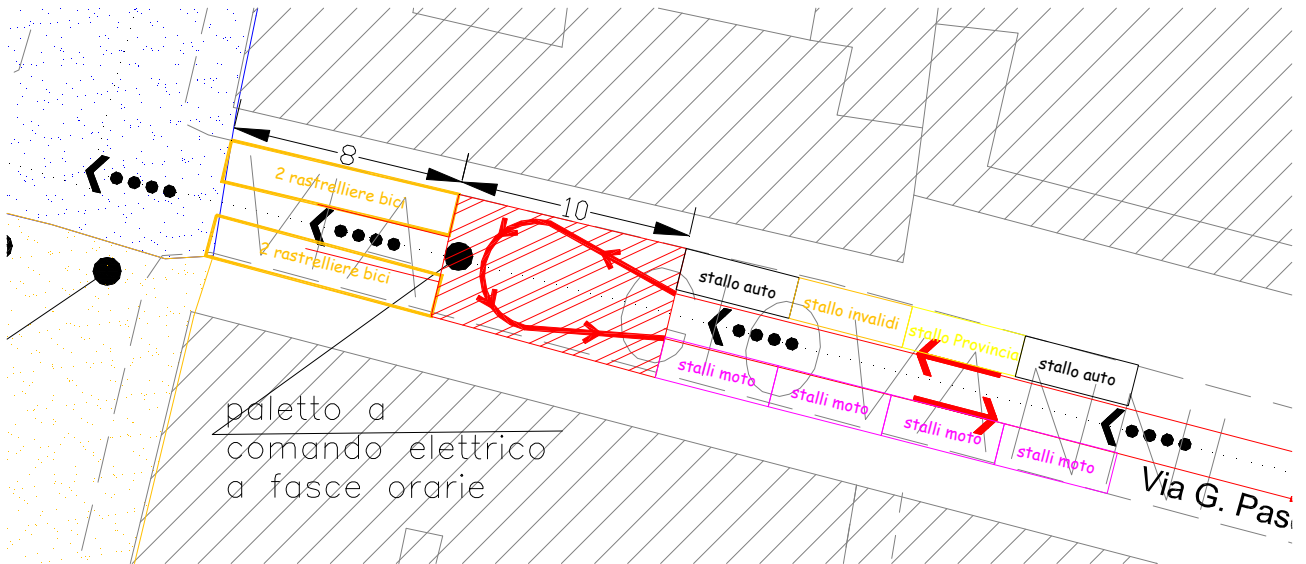 8
10
2 rastrelliere bici
2 rastrelliere bici
stallo auto
stallo invalidi
stallo Provincia
stallo auto
stalli moto
stalli moto
stalli moto
stalli moto
paletto a
comando elettrico
a fasce orarie
Via G. Pasc